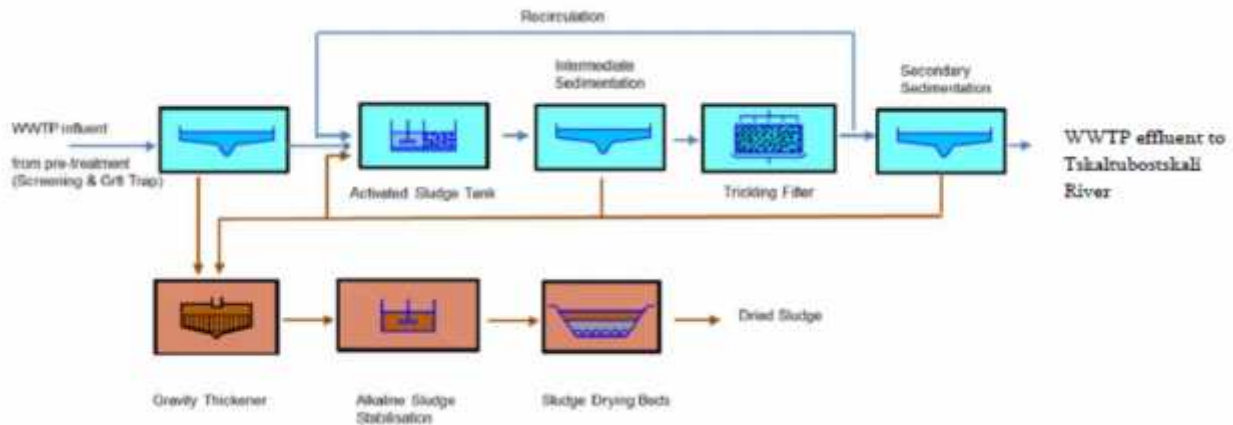 Recirculation
Intermediate
Sedimentation
Secondary
Sedimentation
WWTP influent
from pre-treatment
(Screening & Grit Trap)
WWTP effluent to
Tskaltubostskali
River
Activated Sludge Tank
Trickling Filter
Dried Sludge
Gravity Thickener
Alkaline Sludge
Stabilisation
Sludge Drying Beds